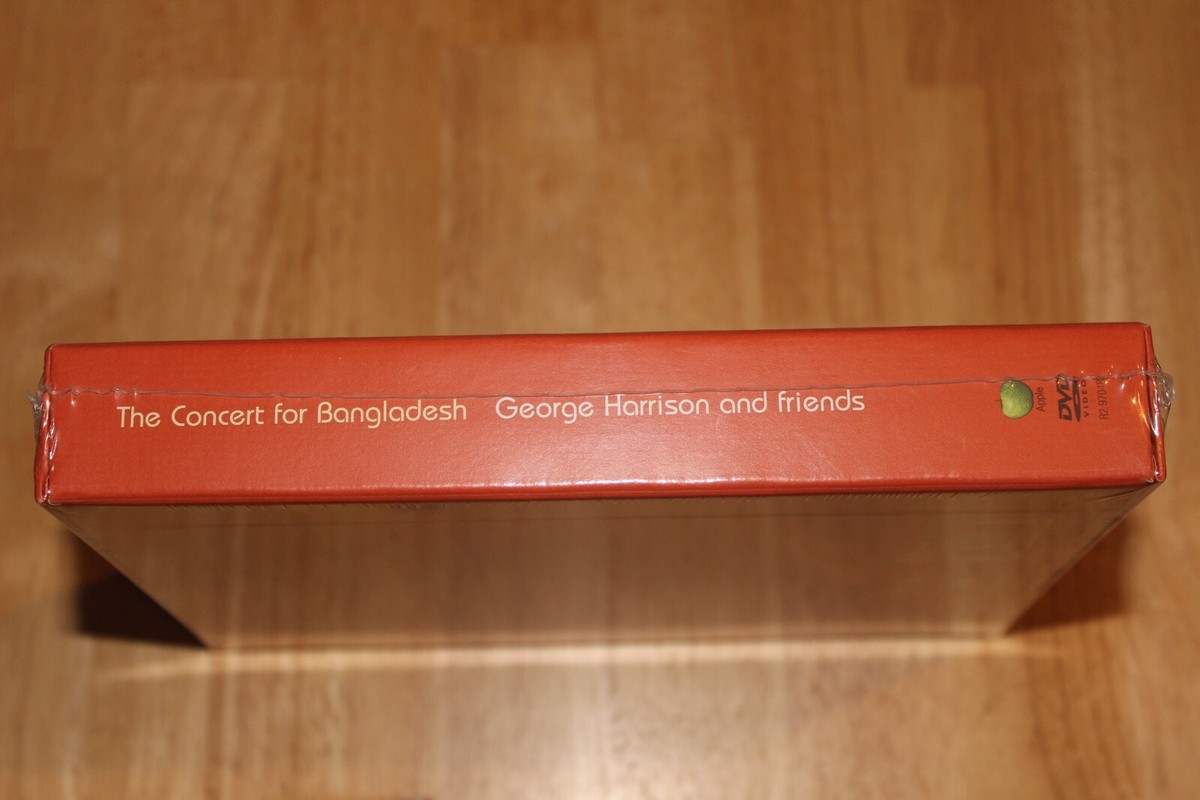 The Concert for Bangladesh George Harrison and friends
Apple
DVD
VIDEO